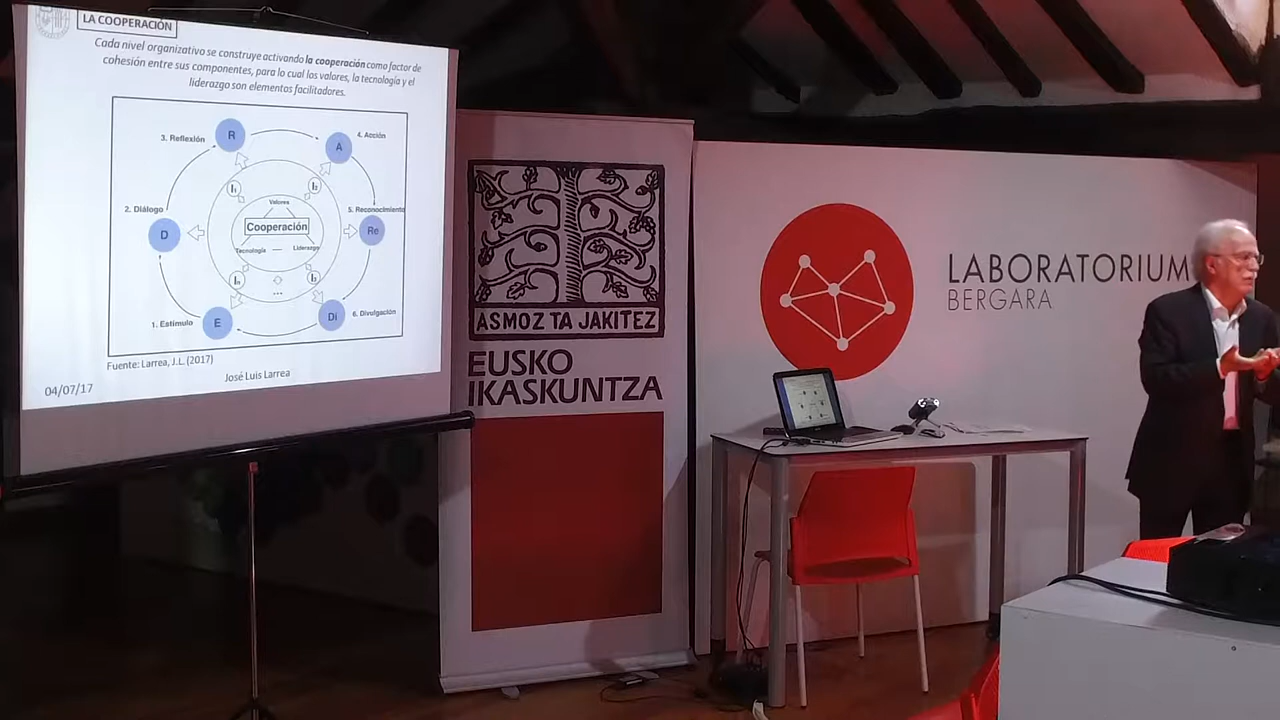 LA COOPERACIÓN
Cada nivel organizativo se construye activando la cooperación como factor de
cohesión entre sus componentes, para lo cual los valores, la tecnología y el
liderazgo son elementos facilitadores.
3. Reflexión
R
A
4. Acción
I₁
I₂
Valores
2. Diálogo
5. Reconocimiento
D
Cooperación
Re
Tecnología
Liderazgo
I₃
...
1. Estímulo
E
Di
6. Divulgación
Fuente: Larrea, J.L. (2017)
José Luis Larrea
04/07/17
ASMOZ TA JAKITEZ
EUSKO
IKASKUNTZA
LABORATORIUM
BERGARA